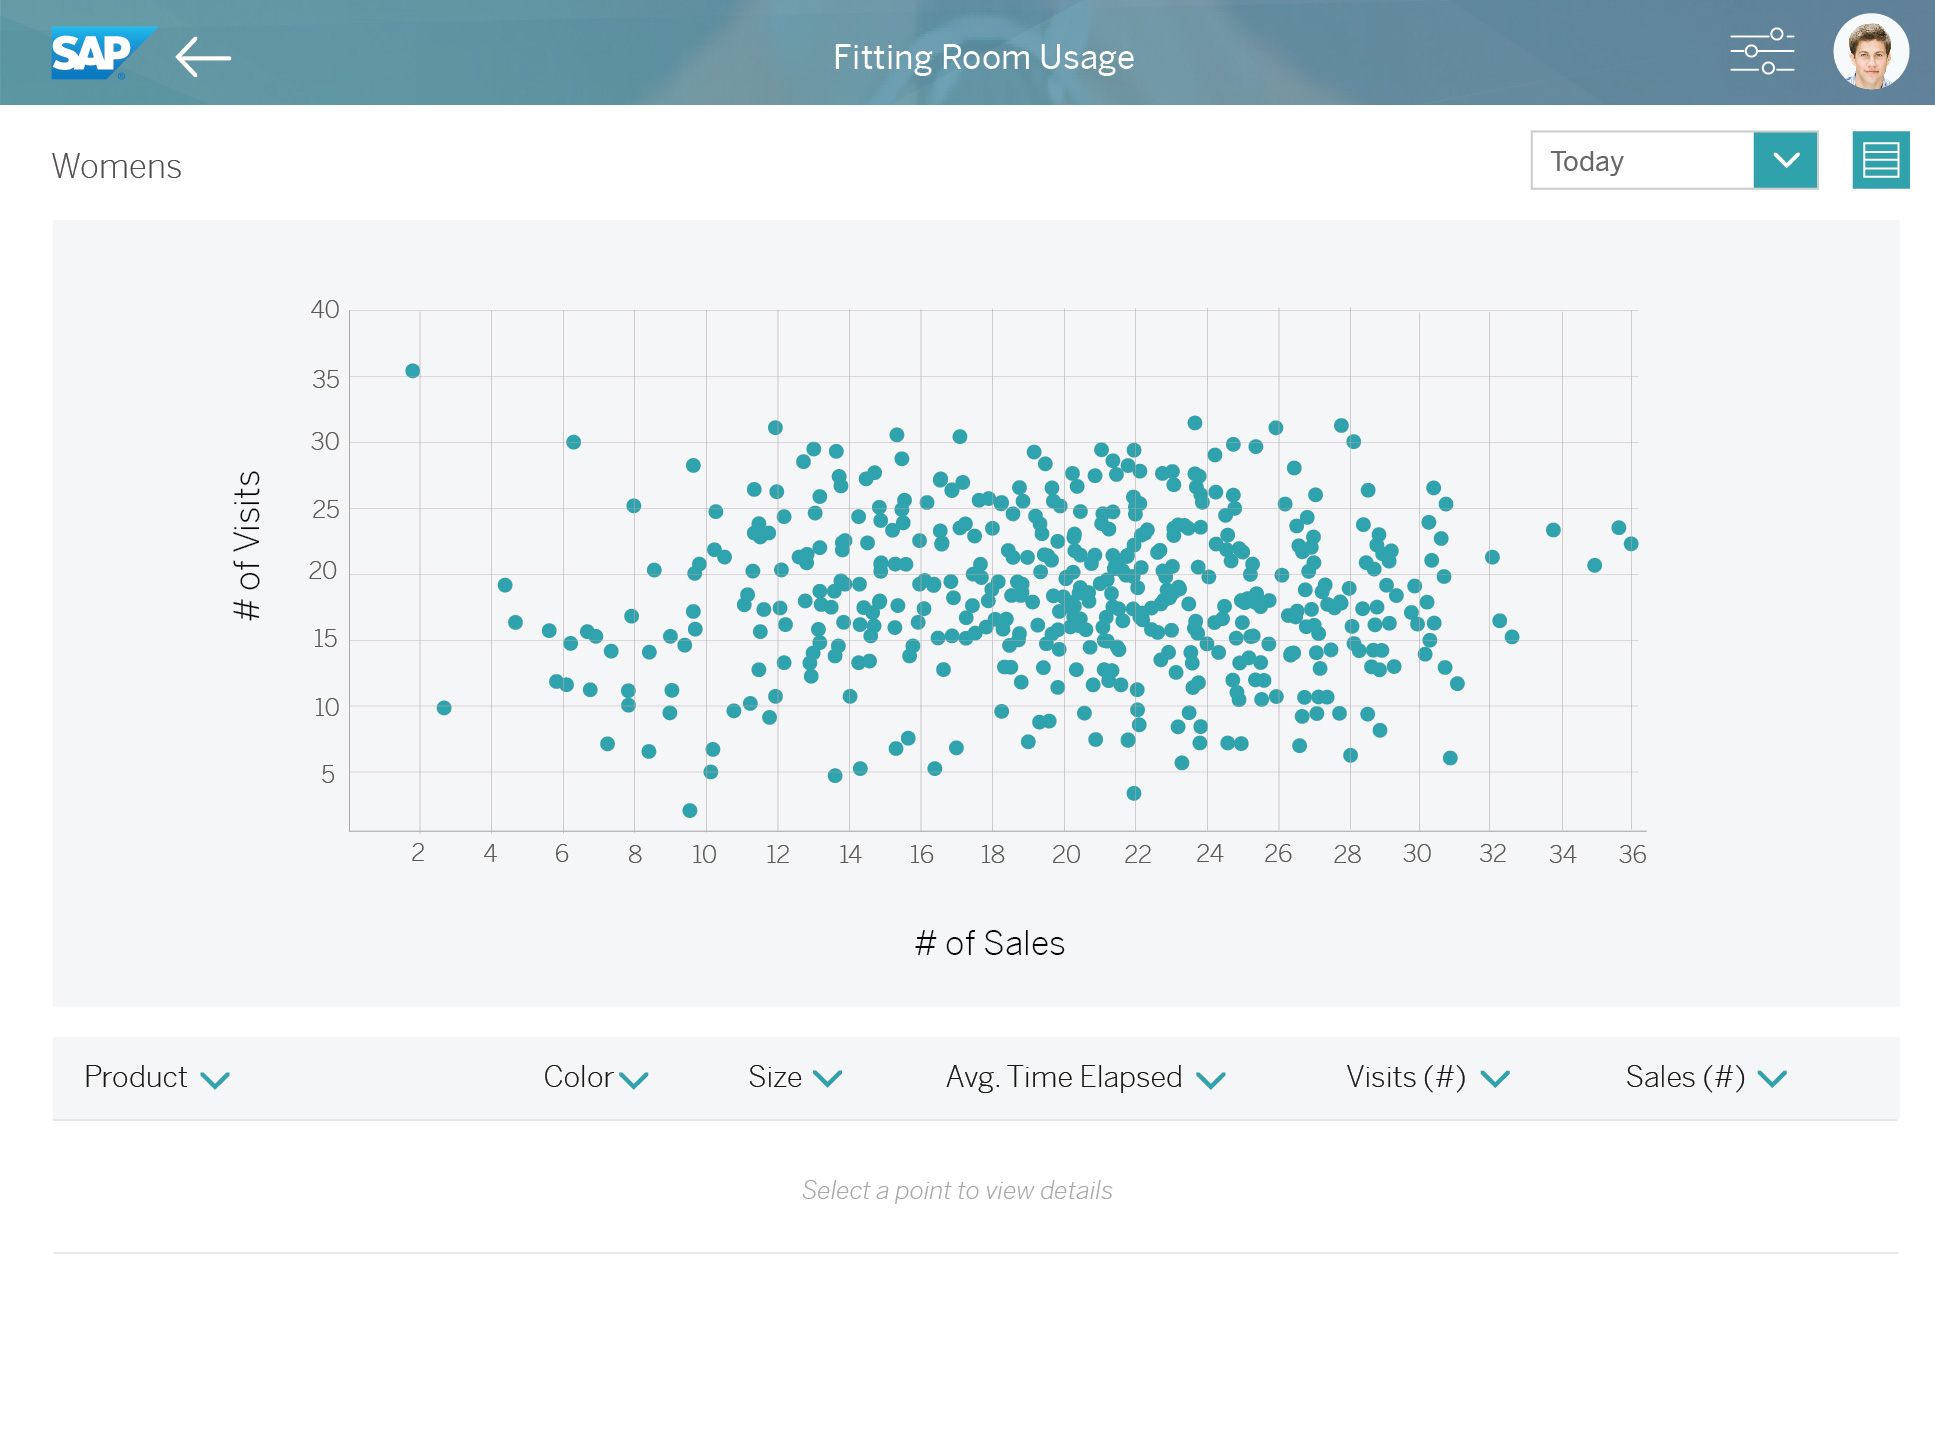 SAP
Fitting Room Usage
Womens
Today
# of Visits
40
35
30
25
20
15
10
5
2 4 6 8 10 12 14 16 18 20 22 24 26 28 30 32 34 36
# of Sales
Product Color Size Avg. Time Elapsed Visits (#) Sales (#)
Select a point to view details